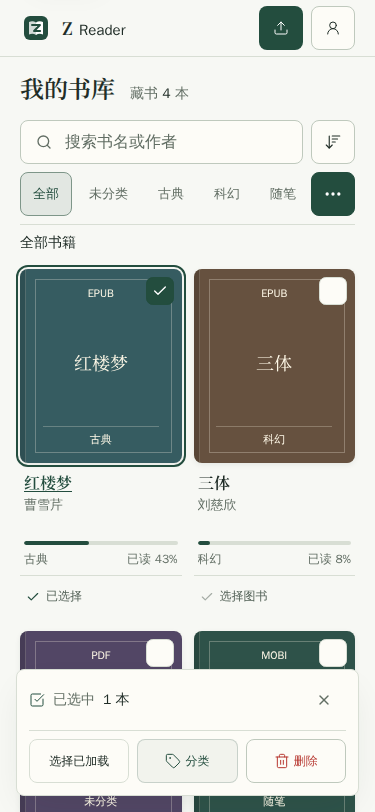 Z Reader
我的书库 藏书 4 本
搜索书名或作者
全部 未分类 古典 科幻 随笔
全部书籍
EPUB
红楼梦
古典
EPUB
三体
科幻
红楼梦
曹雪芹
古典 已读 43%
已选择
三体
刘慈欣
科幻 已读 8%
选择图书
PDF
MOBI
已选中 1 本
选择已加载 分类 删除
未分类
随笔